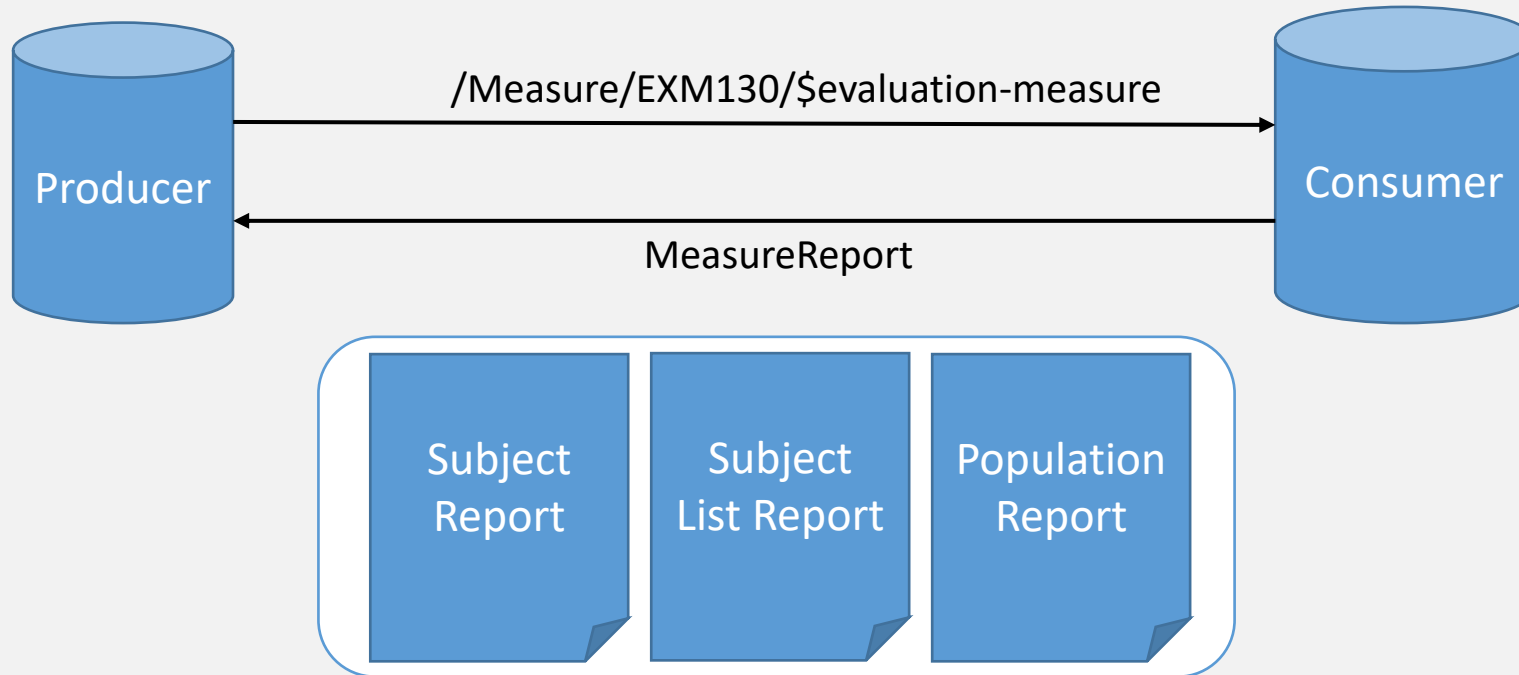 /Measure/EXM130/$evaluation-measure
Producer
Consumer
MeasureReport
Subject
Report
Subject
List Report
Population
Report